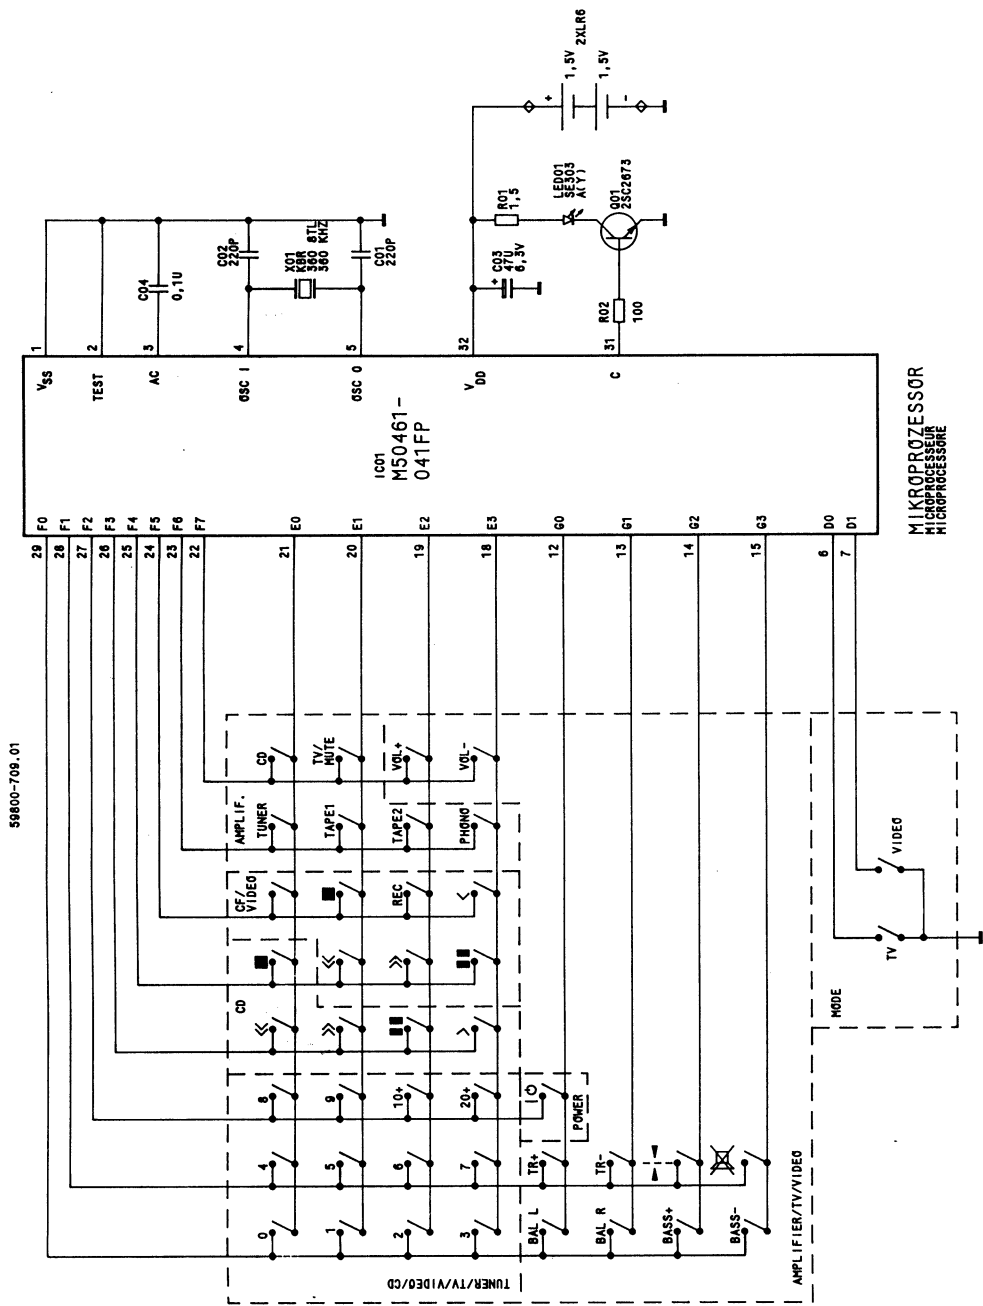 59800-709.01
1,5V
2XLR6
1,5V
+
-
R01
1,5
LED01
SE303
A(Y)
Q01
2SC2673
C03
47U
6,3V
+
R02
100
C02
220P
X01
KBR
360 8TL
360 KHZ
C01
220P
C04
0,1U
1
2
3
4
5
32
31
VSS
TEST
AC
OSC I
OSC O
VDD
C
IC01
M50461-
041FP
MIKROPROZESSOR
MICROPROCESSEUR
MICROPROCESSORE
F0
F1
F2
F3
F4
F5
F6
F7
E0
E1
E2
E3
G0
G1
G2
G3
D0
D1
29
28
27
26
25
24
23
22
21
20
19
18
12
13
14
15
6
7
CD
TV/
MUTE
VOL+
VOL-
AMPLIF.
TUNER
TAPE1
TAPE2
PHONO
CF/
VIDEO
REC
<
<<
>>
CD
<<
>>
>
8
9
10+
20+
POWER
4
5
6
7
TR+
TR-
0
1
2
3
BAL L
BAL R
BASS+
BASS-
TUNER/TV/VIDEO/CD
AMPLIFIER/TV/VIDEO
MODE
TV
VIDEO